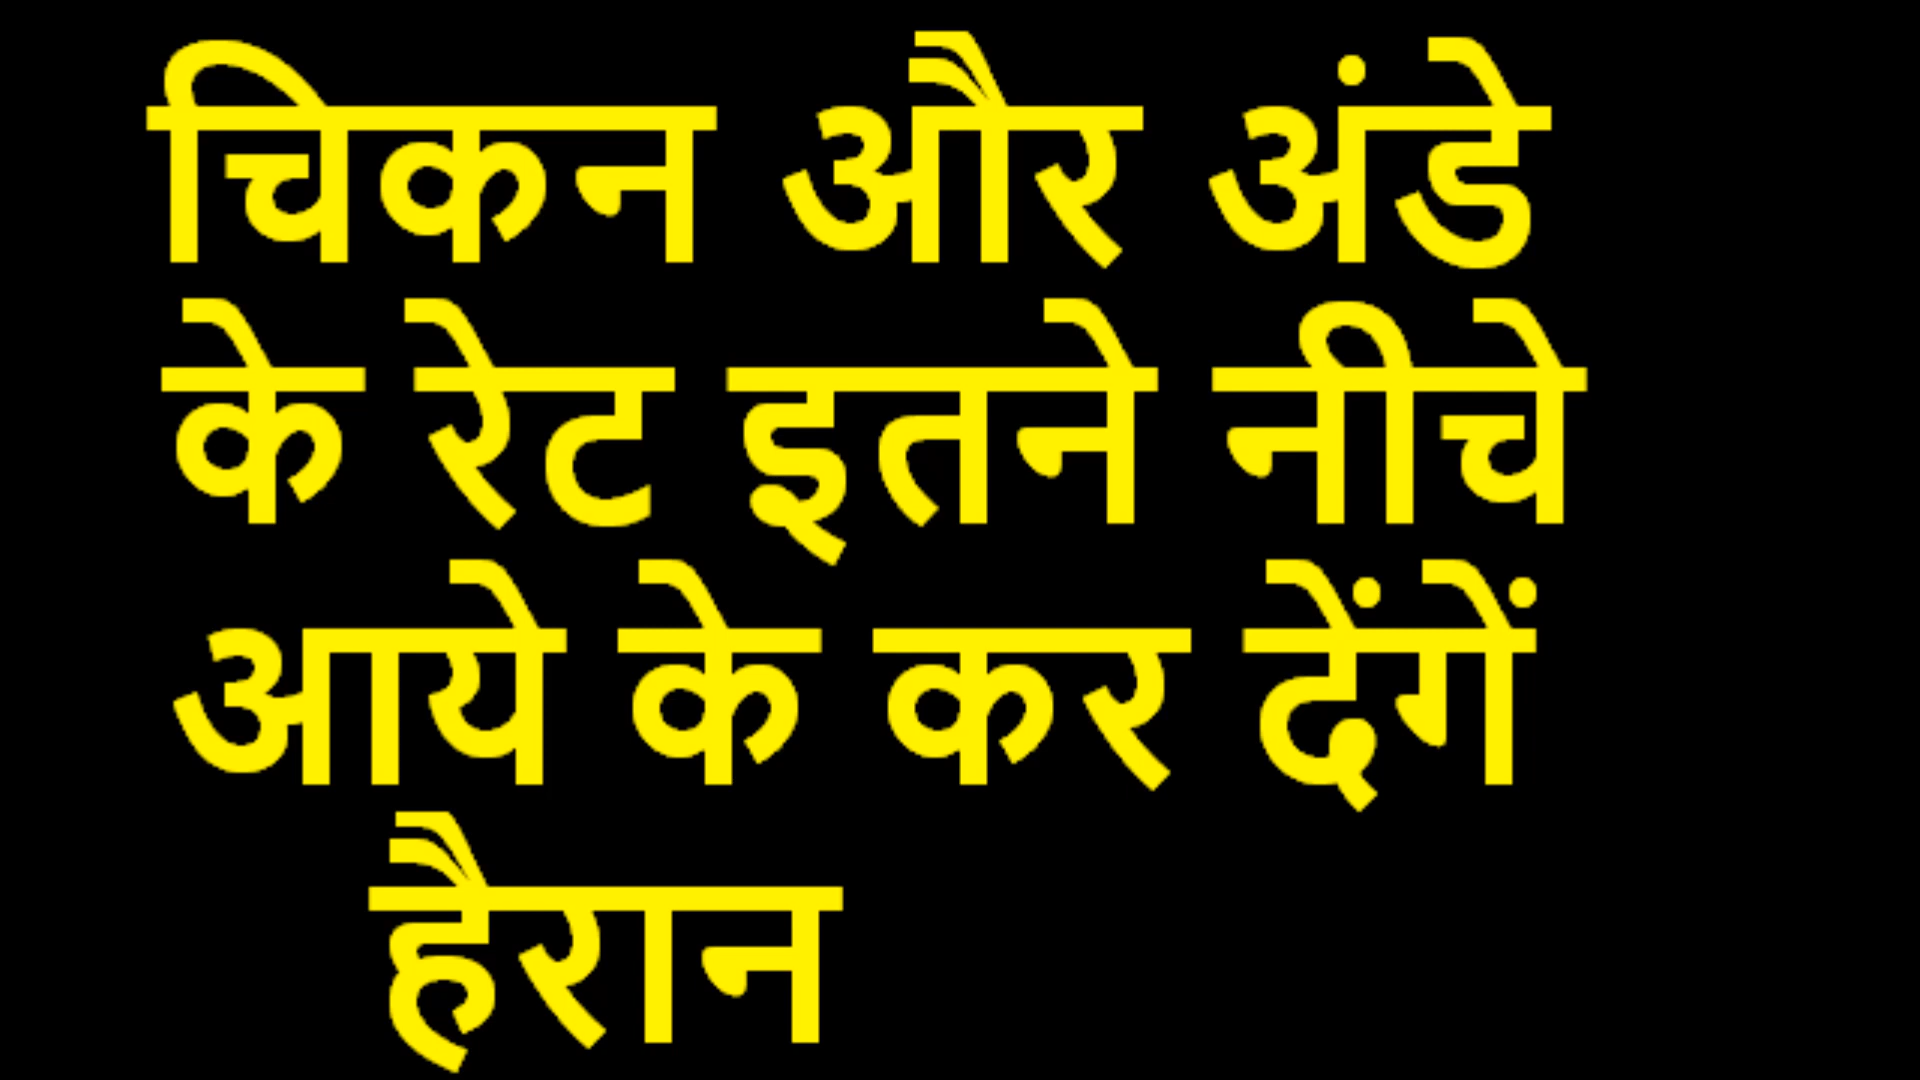 चिकन और अंडे
के रेट इतने नीचे
आये के कर देंगें
हैरान